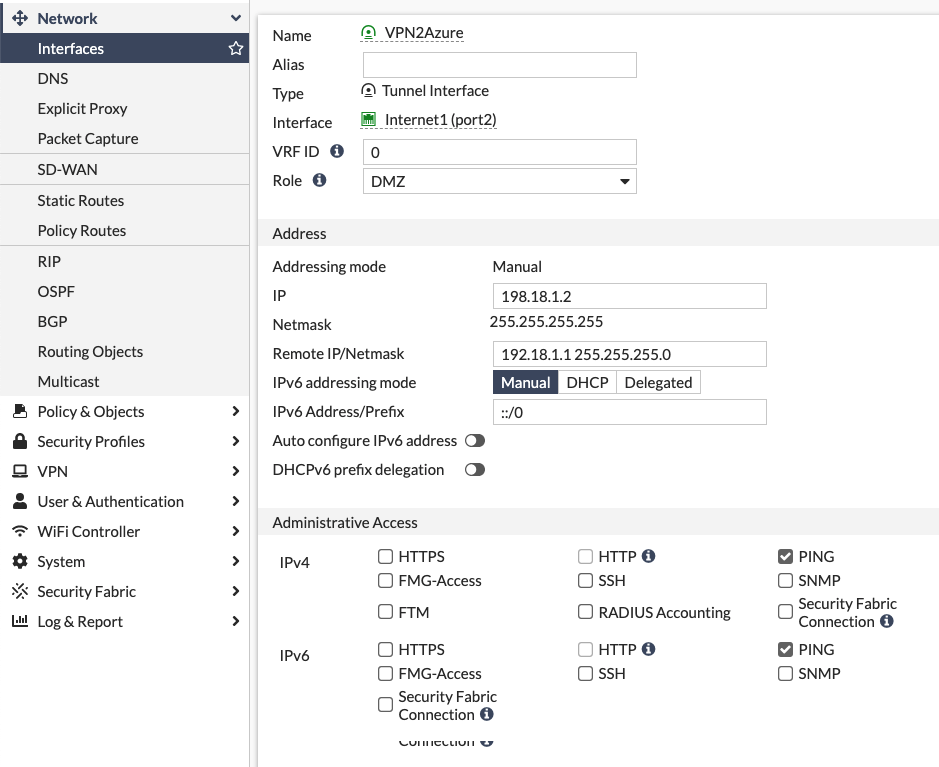 Network
Interfaces
DNS
Explicit Proxy
Packet Capture
SD-WAN
Static Routes
Policy Routes
RIP
OSPF
BGP
Routing Objects
Multicast
Policy & Objects
Security Profiles
VPN
User & Authentication
WiFi Controller
System
Security Fabric
Log & Report
Name VPN2Azure
Alias
Type Tunnel Interface
Interface Internet1 (port2)
VRF ID 0
Role DMZ
Address
Addressing mode Manual
IP 198.18.1.2
Netmask 255.255.255.255
Remote IP/Netmask 192.18.1.1 255.255.255.0
IPv6 addressing mode Manual DHCP Delegated
IPv6 Address/Prefix ::/0
Auto configure IPv6 address
DHCPv6 prefix delegation
Administrative Access
IPv4 HTTPS HTTP PING
FMG-Access SSH SNMP
FTM RADIUS Accounting Security Fabric
Connection
IPv6 HTTPS HTTP PING
FMG-Access SSH SNMP
Security Fabric
Connection
Connection